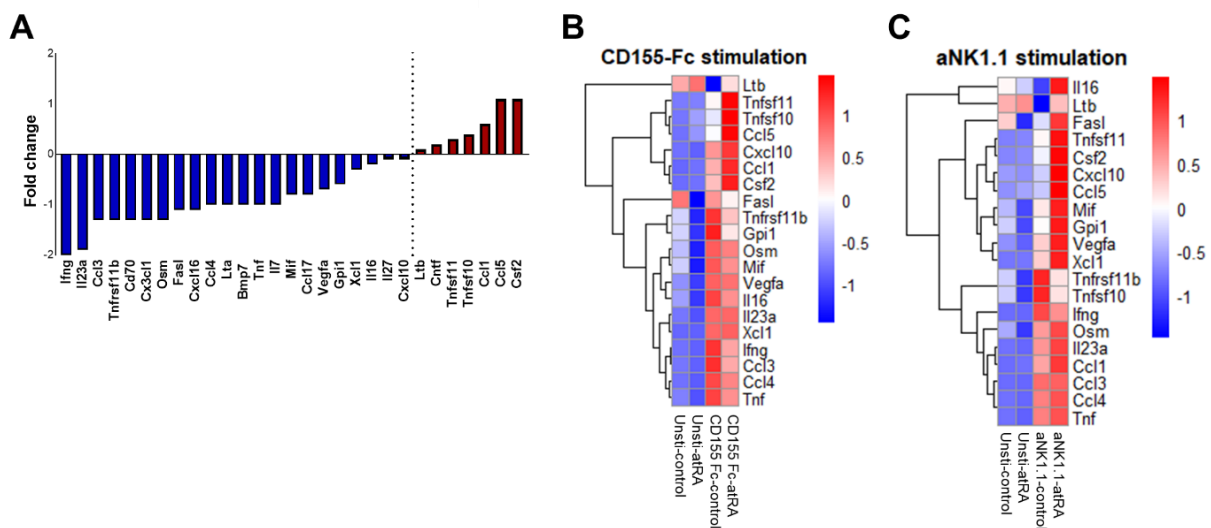 A
Fold change
2
1
0
-1
-2
Ifng
Il23a
Ccl3
Tnfrsf11b
Cd70
Cx3cl1
Osm
Fasl
Cxcl16
Ccl4
Lta
Bmp7
Tnf
Il7
Mif
Ccl17
Vegfa
Gpi1
Xcl1
Il16
Il27
Cxcl10
Ltb
Cntf
Tnfsf11
Tnfsf10
Ccl1
Ccl5
Csf2
B
CD155-Fc stimulation
Ltb
Tnfsf11
Tnfsf10
Ccl5
Cxcl10
Ccl1
Csf2
Fasl
Tnfrsf11b
Gpi1
Osm
Mif
Vegfa
Il16
Il23a
Xcl1
Ifng
Ccl3
Ccl4
Tnf
Unsti-control
Unsti-atRA
CD155 Fc-control
CD155 Fc-atRA
1
0.5
0
-0.5
-1
C
aNK1.1 stimulation
Il16
Ltb
Fasl
Tnfsf11
Csf2
Cxcl10
Ccl5
Mif
Gpi1
Vegfa
Xcl1
Tnfrsf11b
Tnfsf10
Ifng
Osm
Il23a
Ccl1
Ccl3
Ccl4
Tnf
Unsti-control
Unsti-atRA
aNK1.1-control
aNK1.1-atRA
1
0.5
0
-0.5
-1